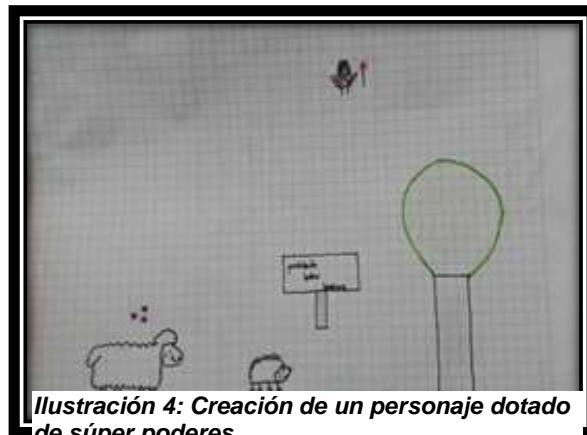 Ilustración 4: Creación de un personaje dotado
de súper poderes